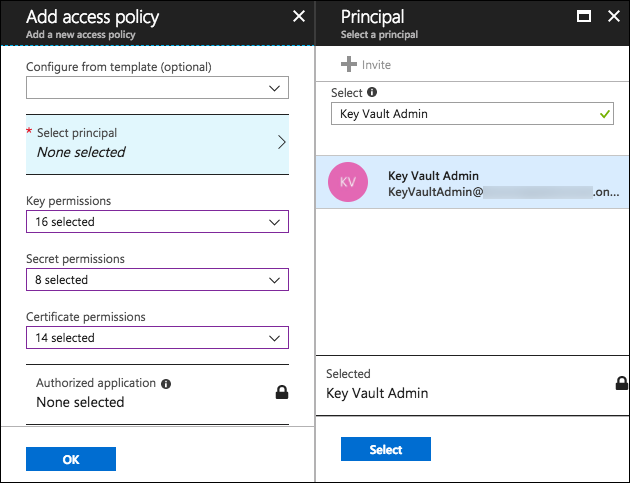 Add access policy
Add a new access policy
Configure from template (optional)
* Select principal
None selected
Key permissions
16 selected
Secret permissions
8 selected
Certificate permissions
14 selected
Authorized application
None selected
OK
Principal
Select a principal
Invite
Select
Key Vault Admin
KV
Key Vault Admin
KeyVaultAdmin@ .on...
Selected
Key Vault Admin
Select